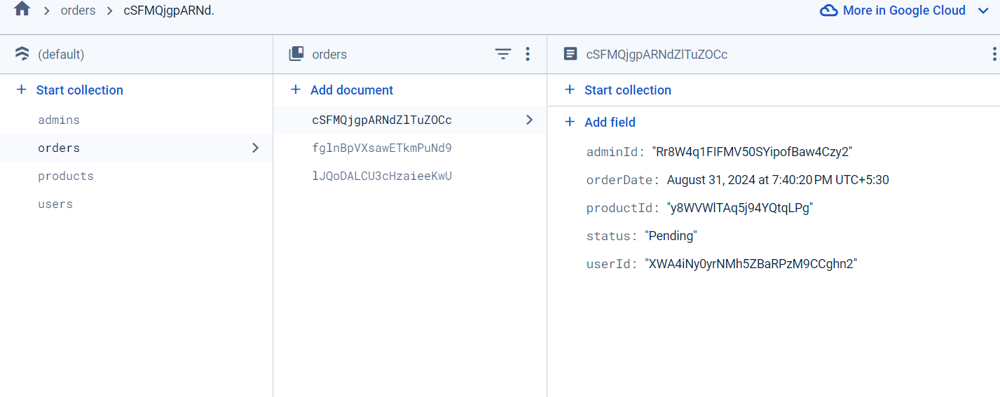 orders cSFMQjgpARNd. More in Google Cloud
(default)
Start collection
admins
orders
products
users
orders
Add document
cSFMQjgpARNdZlTuZOCc
fglnBpVXsawETkmPuNd9
lJQoDALCU3cHzaieeKwU
cSFMQjgpARNdZlTuZOCc
Start collection
Add field
adminId: "Rr8W4q1FIFMV50SYipofBaw4Czy2"
orderDate: August 31, 2024 at 7:40:20 PM UTC+5:30
productId: "y8WVWlTAq5j94YQtqLPg"
status: "Pending"
userId: "XWA4iNy0yrNMh5ZBaRPzM9CCghn2"